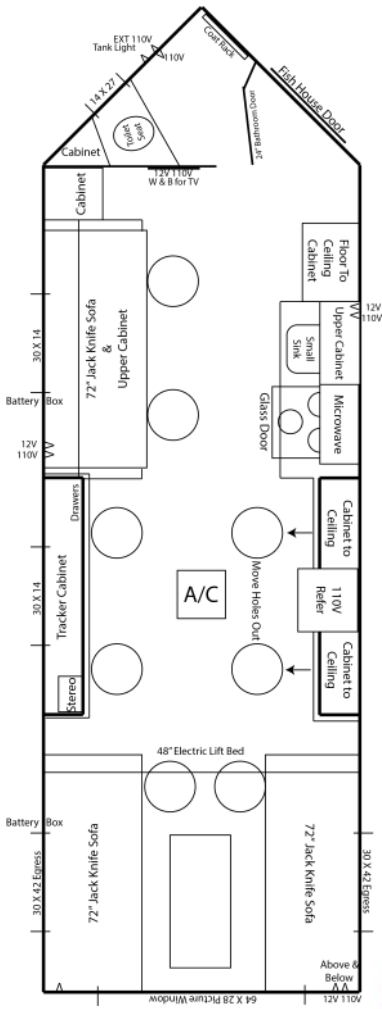 EXT 110V
Tank Light
110V
Coat Rack
14 X 27
Fish House Door
24" Bathroom Door
Toilet
Seat
Cabinet
12V 110V
W & B for TV
Cabinet
Floor To
Ceiling
Cabinet
12V
110V
72" Jack Knife Sofa
&
Upper Cabinet
30 X 14
Upper Cabinet
Small
Sink
Battery Box
Glass Door
Microwave
12V
110V
Drawers
Cabinet to
Ceiling
Tracker Cabinet
30 X 14
A/C
Move Holes Out
110V
Refer
Stereo
Cabinet to
Ceiling
48" Electric Lift Bed
Battery Box
30 X 42 Egress
72" Jack Knife Sofa
72" Jack Knife Sofa
30 X 42 Egress
Above &
Below
12V 110V
64 X 28 Picture Window